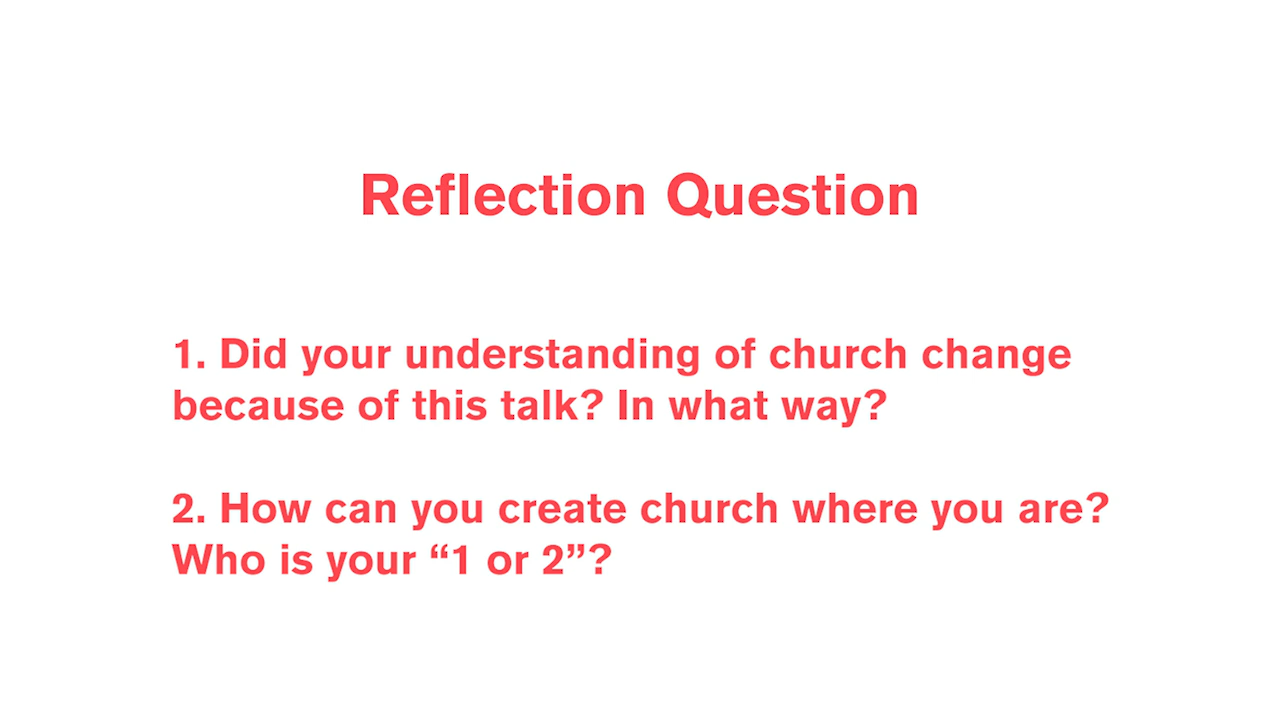 Reflection Question
1. Did your understanding of church change
because of this talk? In what way?
2. How can you create church where you are?
Who is your “1 or 2”?